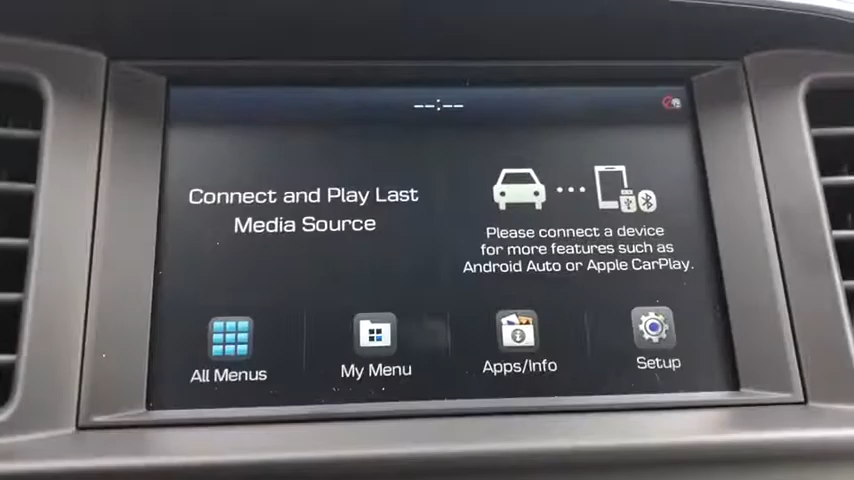 --:--
Connect and Play Last
Media Source
Please connect a device
for more features such as
Android Auto or Apple CarPlay.
All Menus
My Menu
Apps/Info
Setup